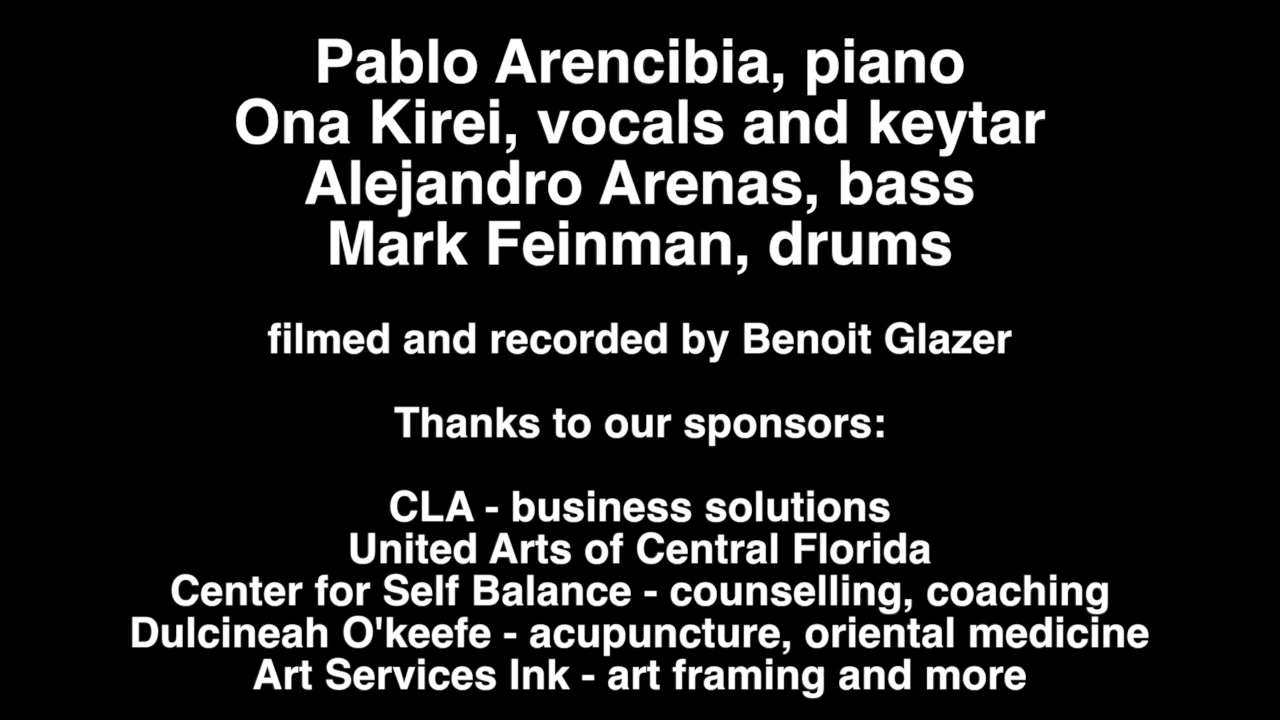 Pablo Arencibia, piano
Ona Kirei, vocals and keytar
Alejandro Arenas, bass
Mark Feinman, drums
filmed and recorded by Benoit Glazer
Thanks to our sponsors:
CLA - business solutions
United Arts of Central Florida
Center for Self Balance - counselling, coaching
Dulcineah O'keefe - acupuncture, oriental medicine
Art Services Ink - art framing and more